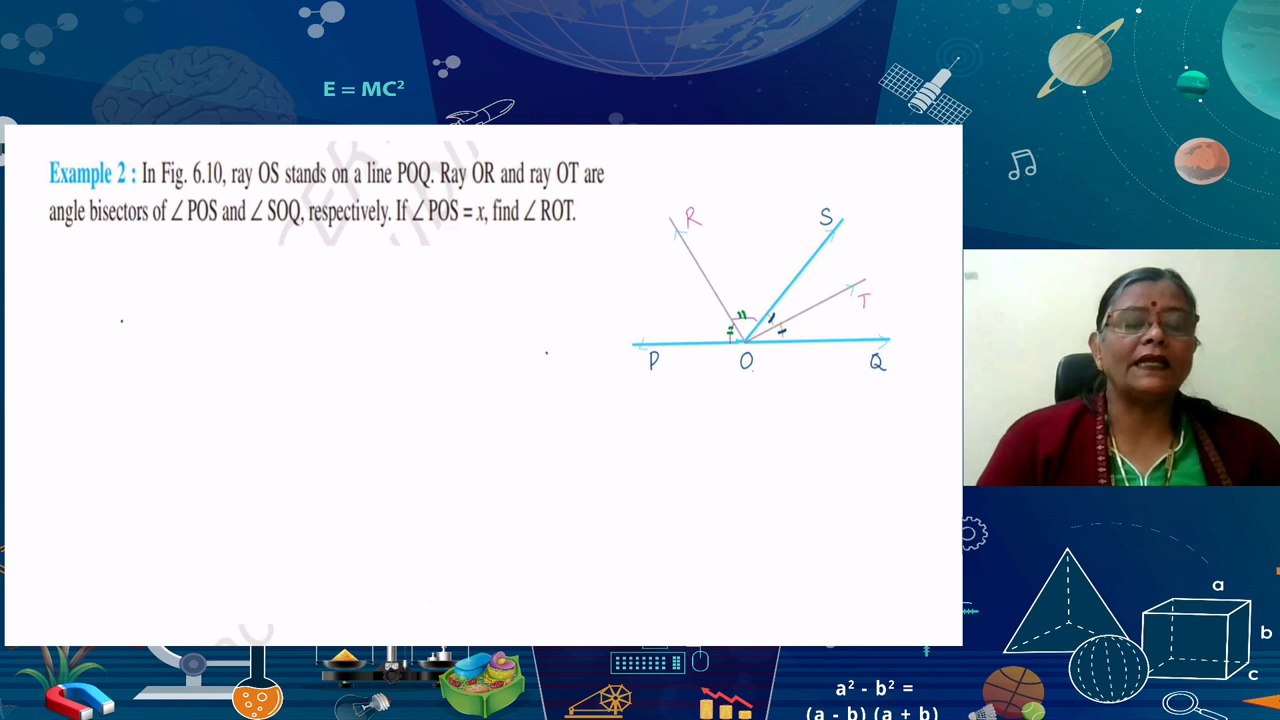 E = MC²
Example 2 : In Fig. 6.10, ray OS stands on a line POQ. Ray OR and ray OT are
angle bisectors of ∠ POS and ∠ SOQ, respectively. If ∠ POS = x, find ∠ ROT.
R
S
T
P
O
Q
a
b
c
a² - b² =
(a - b) (a + b)